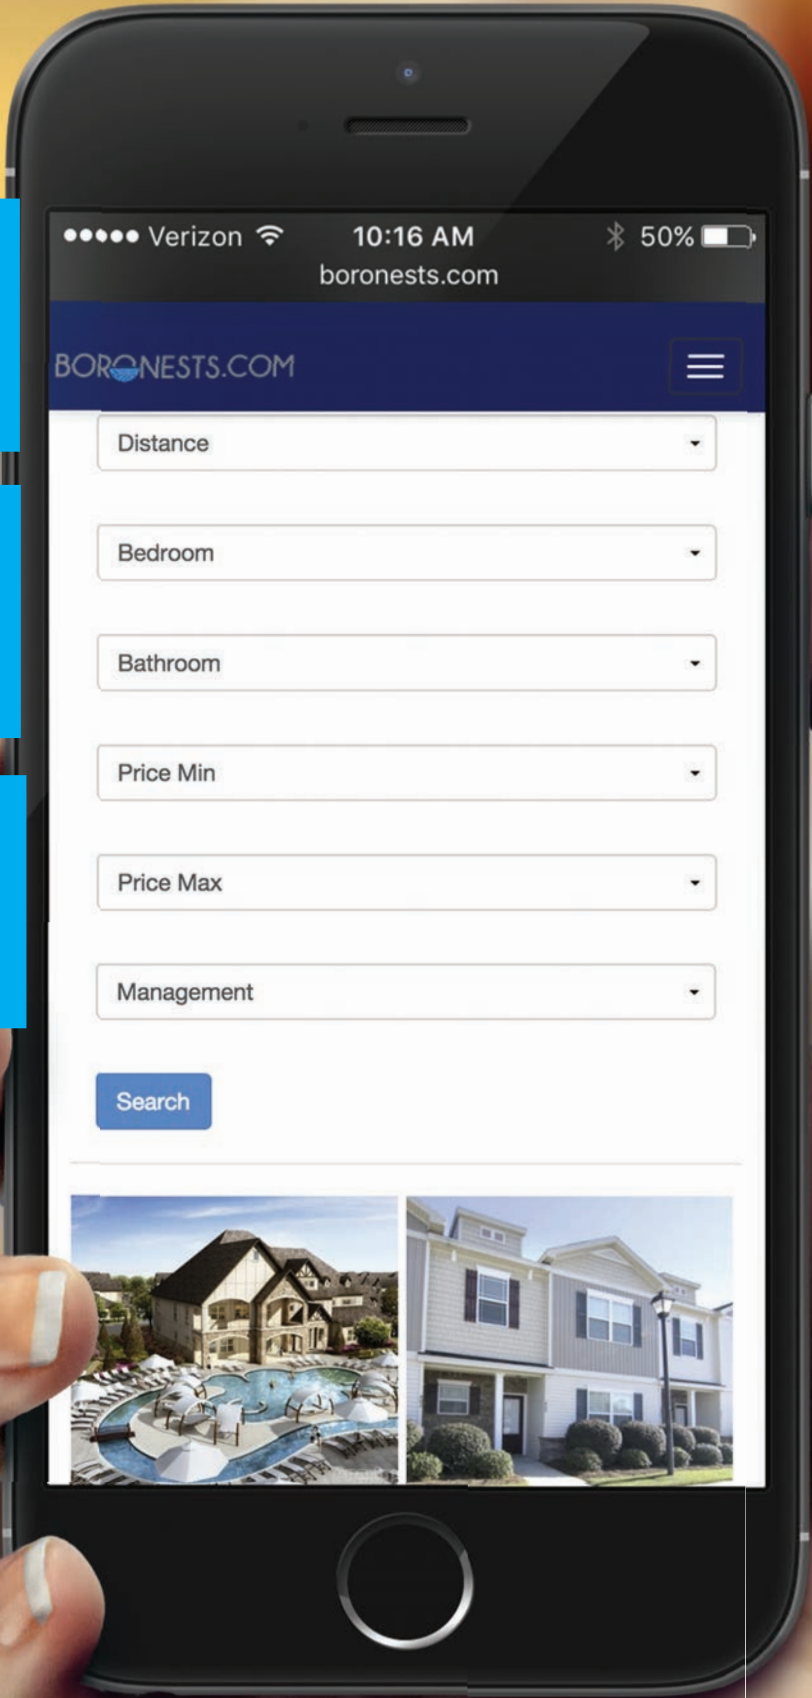 Verizon 10:16 AM 50%
boronests.com
BORONESTS.COM
Distance
Bedroom
Bathroom
Price Min
Price Max
Management
Search